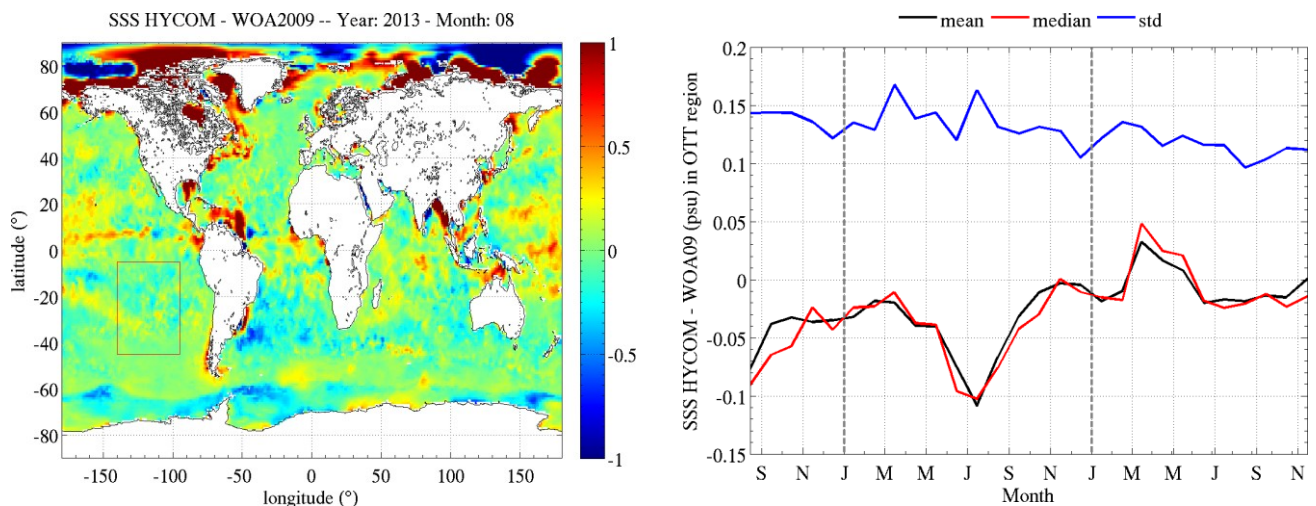 SSS HYCOM - WOA2009 -- Year: 2013 - Month: 08
80
60
40
20
0
-20
-40
-60
-80
latitude (°)
-150 -100 -50 0 50 100 150
longitude (°)
1
0.5
0
-0.5
-1
mean median std
0.2
0.15
0.1
0.05
0
-0.05
-0.1
-0.15
SSS HYCOM - WOA09 (psu) in OTT region
S N J M M J S N J M M J S N
Month